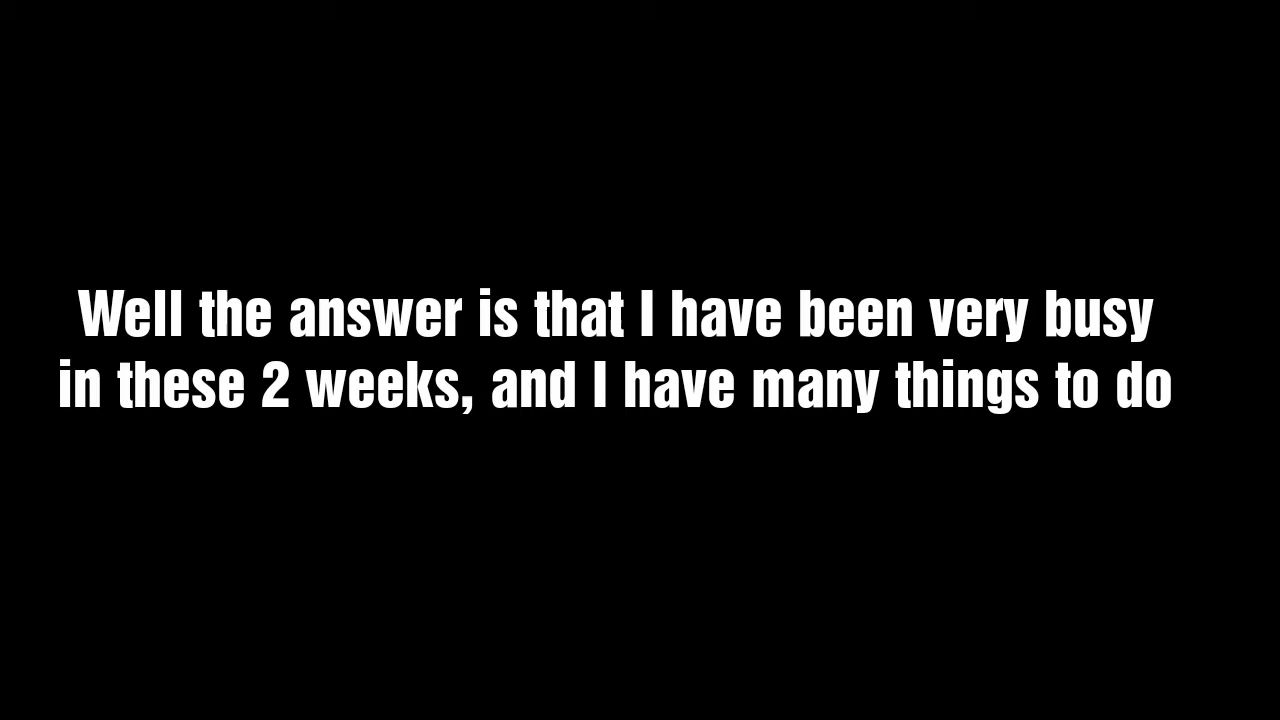 Well the answer is that I have been very busy
in these 2 weeks, and I have many things to do